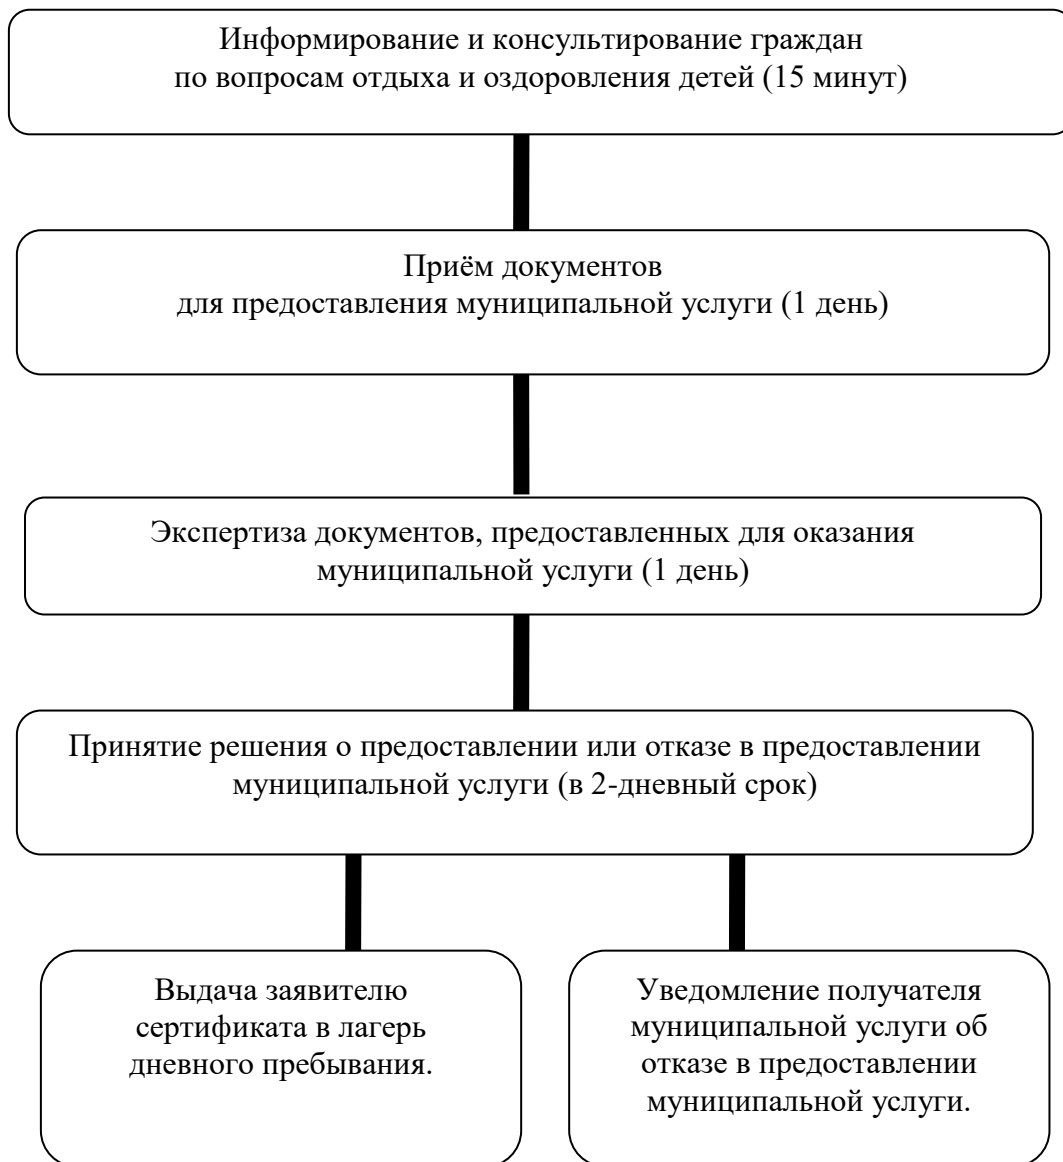 Информирование и консультирование граждан
по вопросам отдыха и оздоровления детей (15 минут)
Приём документов
для предоставления муниципальной услуги (1 день)
Экспертиза документов, предоставленных для оказания
муниципальной услуги (1 день)
Принятие решения о предоставлении или отказе в предоставлении
муниципальной услуги (в 2-дневный срок)
Выдача заявителю
сертификата в лагерь
дневного пребывания.
Уведомление получателя
муниципальной услуги об
отказе в предоставлении
муниципальной услуги.